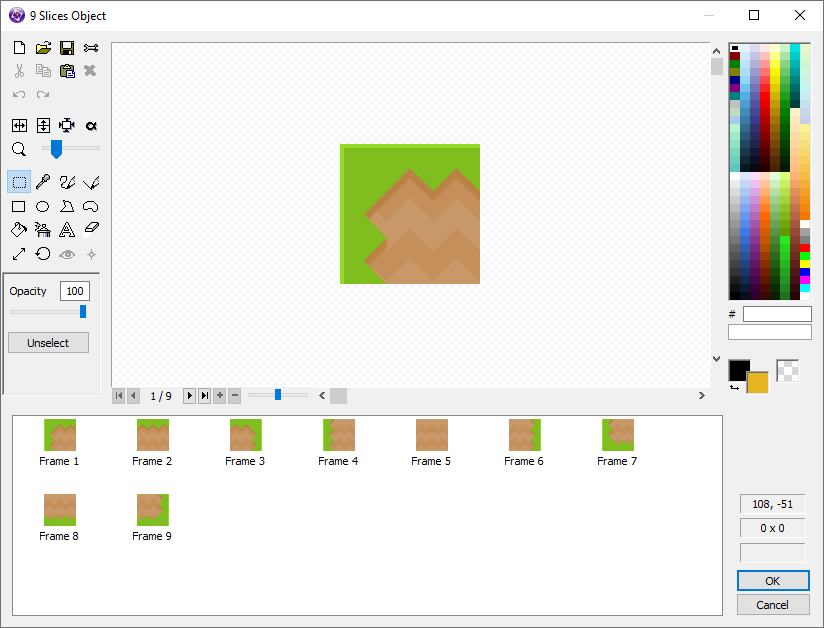 9 Slices Object
Opacity
100
Unselect
1 / 9
#
Frame 1
Frame 2
Frame 3
Frame 4
Frame 5
Frame 6
Frame 7
Frame 8
Frame 9
108, -51
0 x 0
OK
Cancel